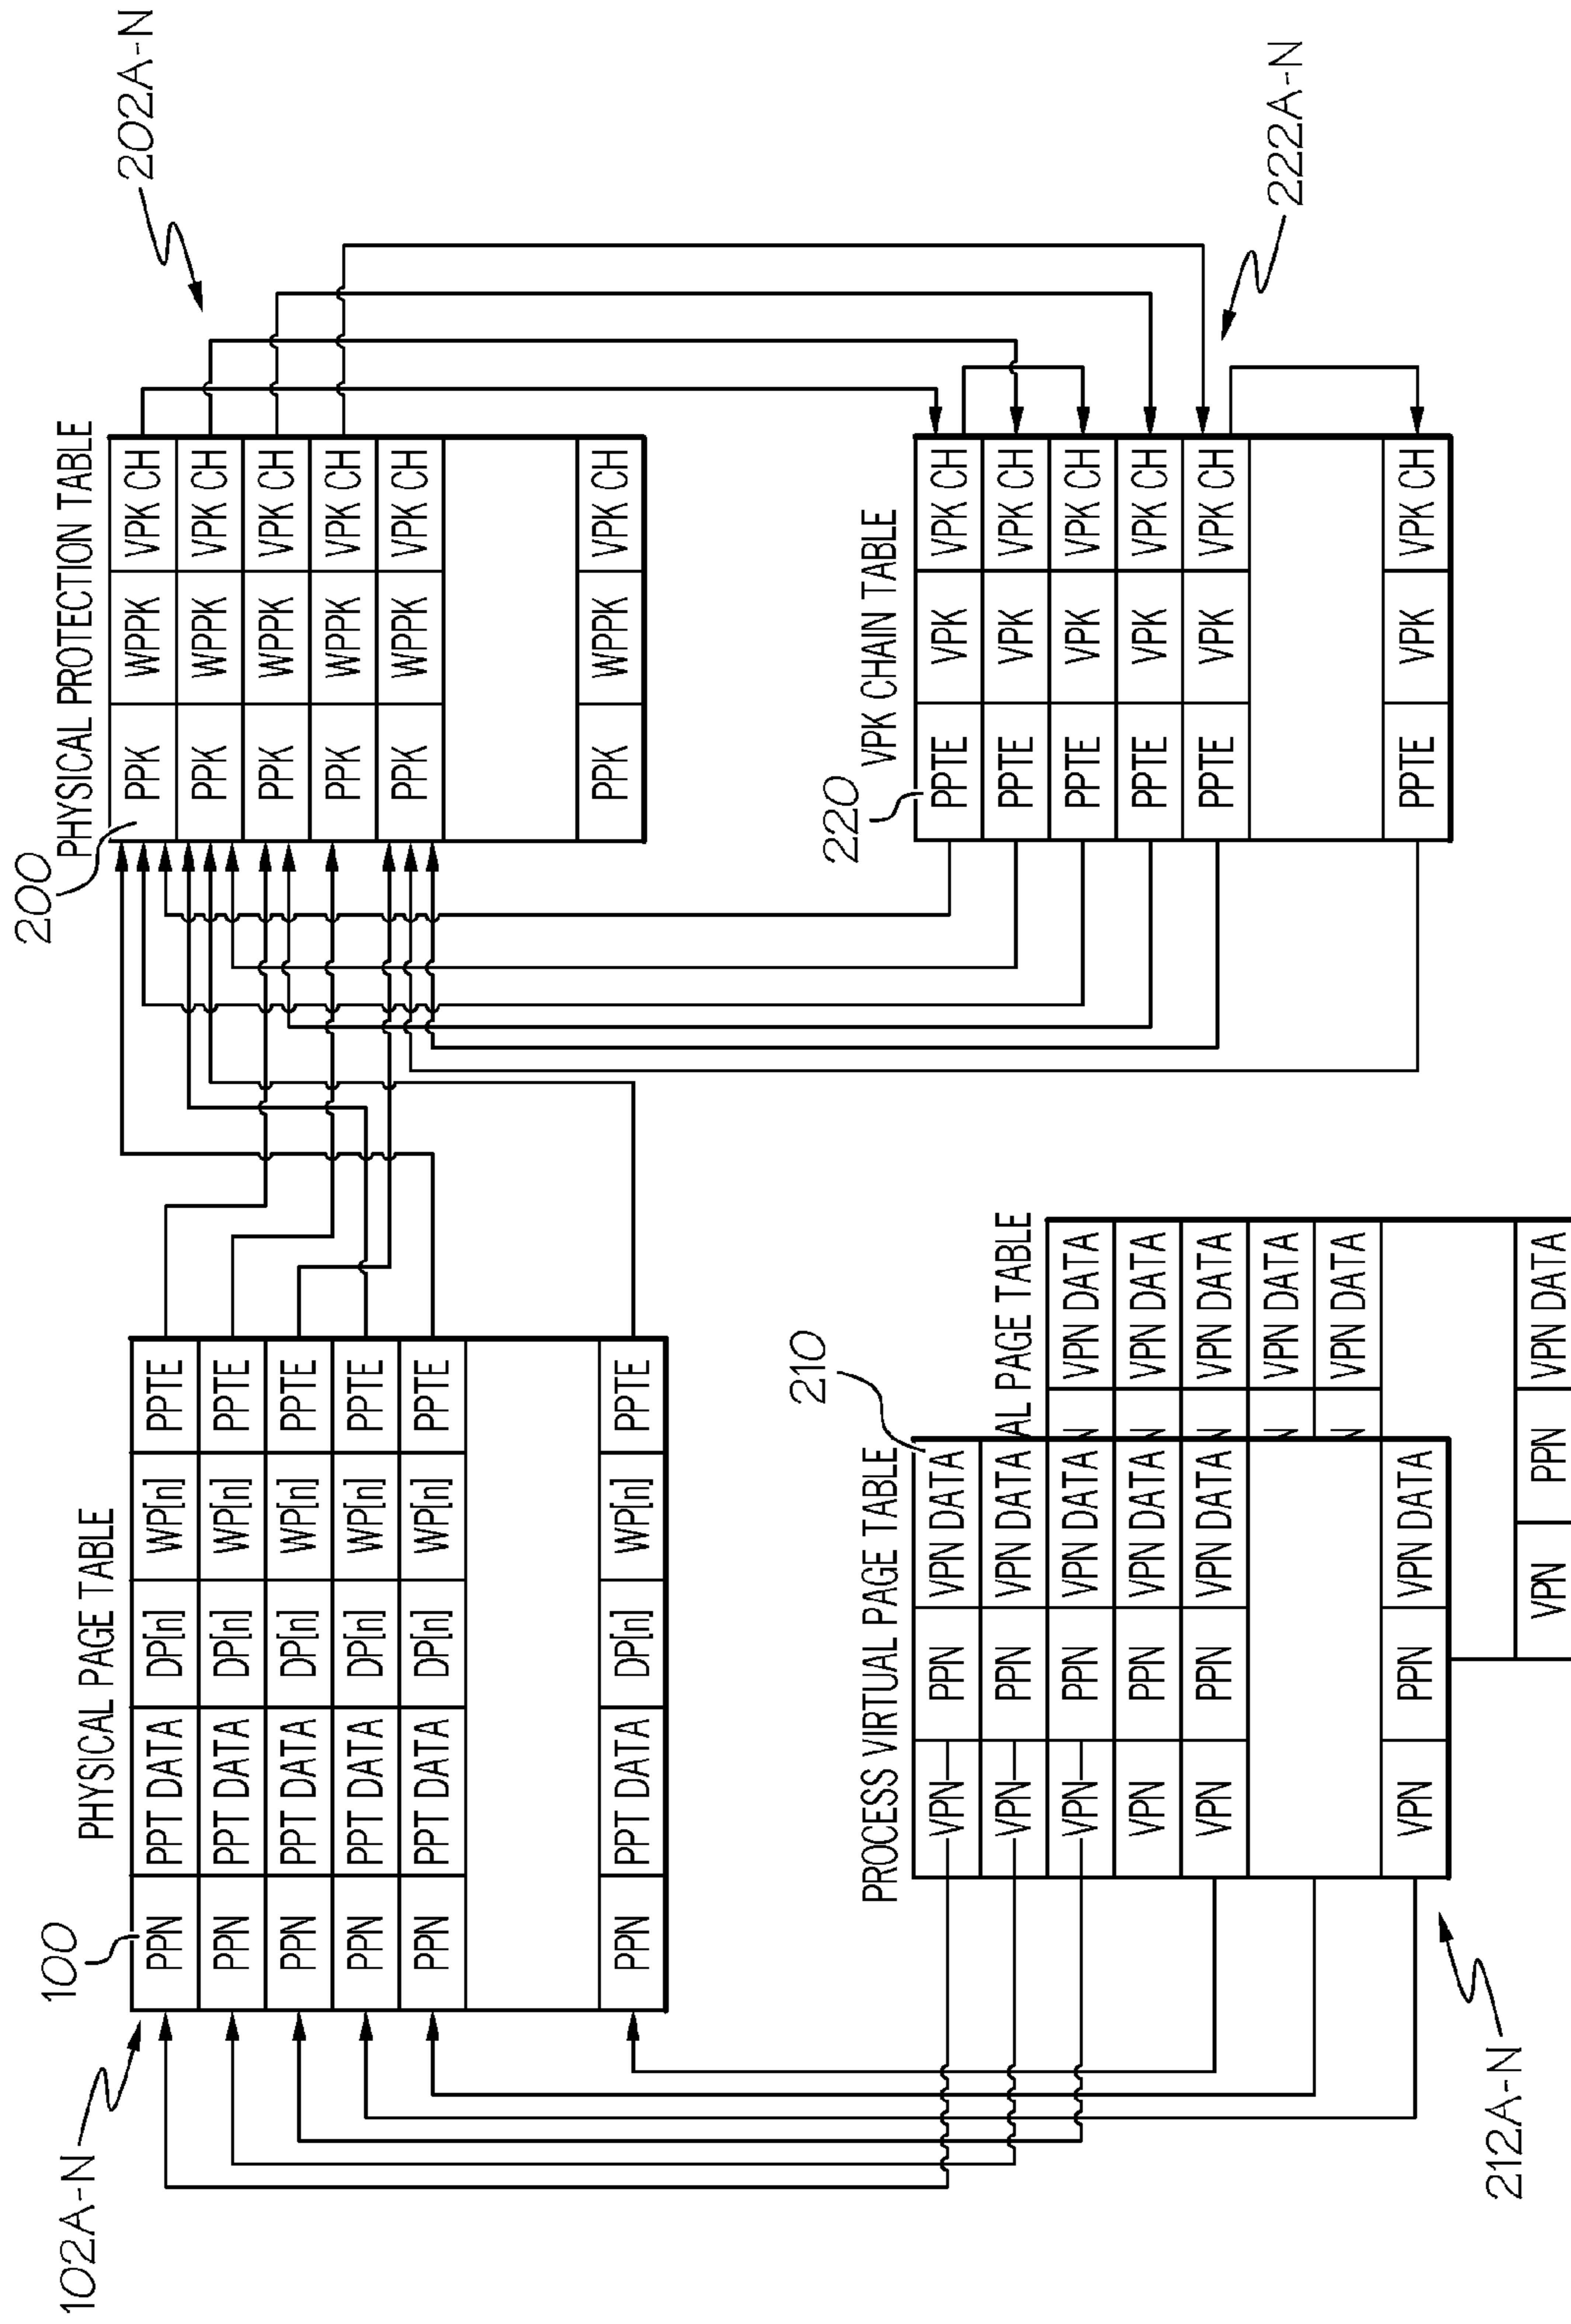 102A-N
100
PHYSICAL PAGE TABLE
PPN PPT DATA DP[n] WP[n] PPTE
PPN PPT DATA DP[n] WP[n] PPTE
PPN PPT DATA DP[n] WP[n] PPTE
PPN PPT DATA DP[n] WP[n] PPTE
PPN PPT DATA DP[n] WP[n] PPTE
PPN PPT DATA DP[n] WP[n] PPTE
200
PHYSICAL PROTECTION TABLE
202A-N
PPK WPPK VPK CH
PPK WPPK VPK CH
PPK WPPK VPK CH
PPK WPPK VPK CH
PPK WPPK VPK CH
PPK WPPK VPK CH
PROCESS VIRTUAL PAGE TABLE
210
VPN PPN VPN DATA
VPN PPN VPN DATA
VPN PPN VPN DATA
VPN PPN VPN DATA
VPN PPN VPN DATA
VPN PPN VPN DATA
212A-N
AL PAGE TABLE
N VPN DATA
N VPN DATA
N VPN DATA
N VPN DATA
N VPN DATA
VPN PPN VPN DATA
220
VPK CHAIN TABLE
PPTE VPK VPK CH
PPTE VPK VPK CH
PPTE VPK VPK CH
PPTE VPK VPK CH
PPTE VPK VPK CH
PPTE VPK VPK CH
222A-N